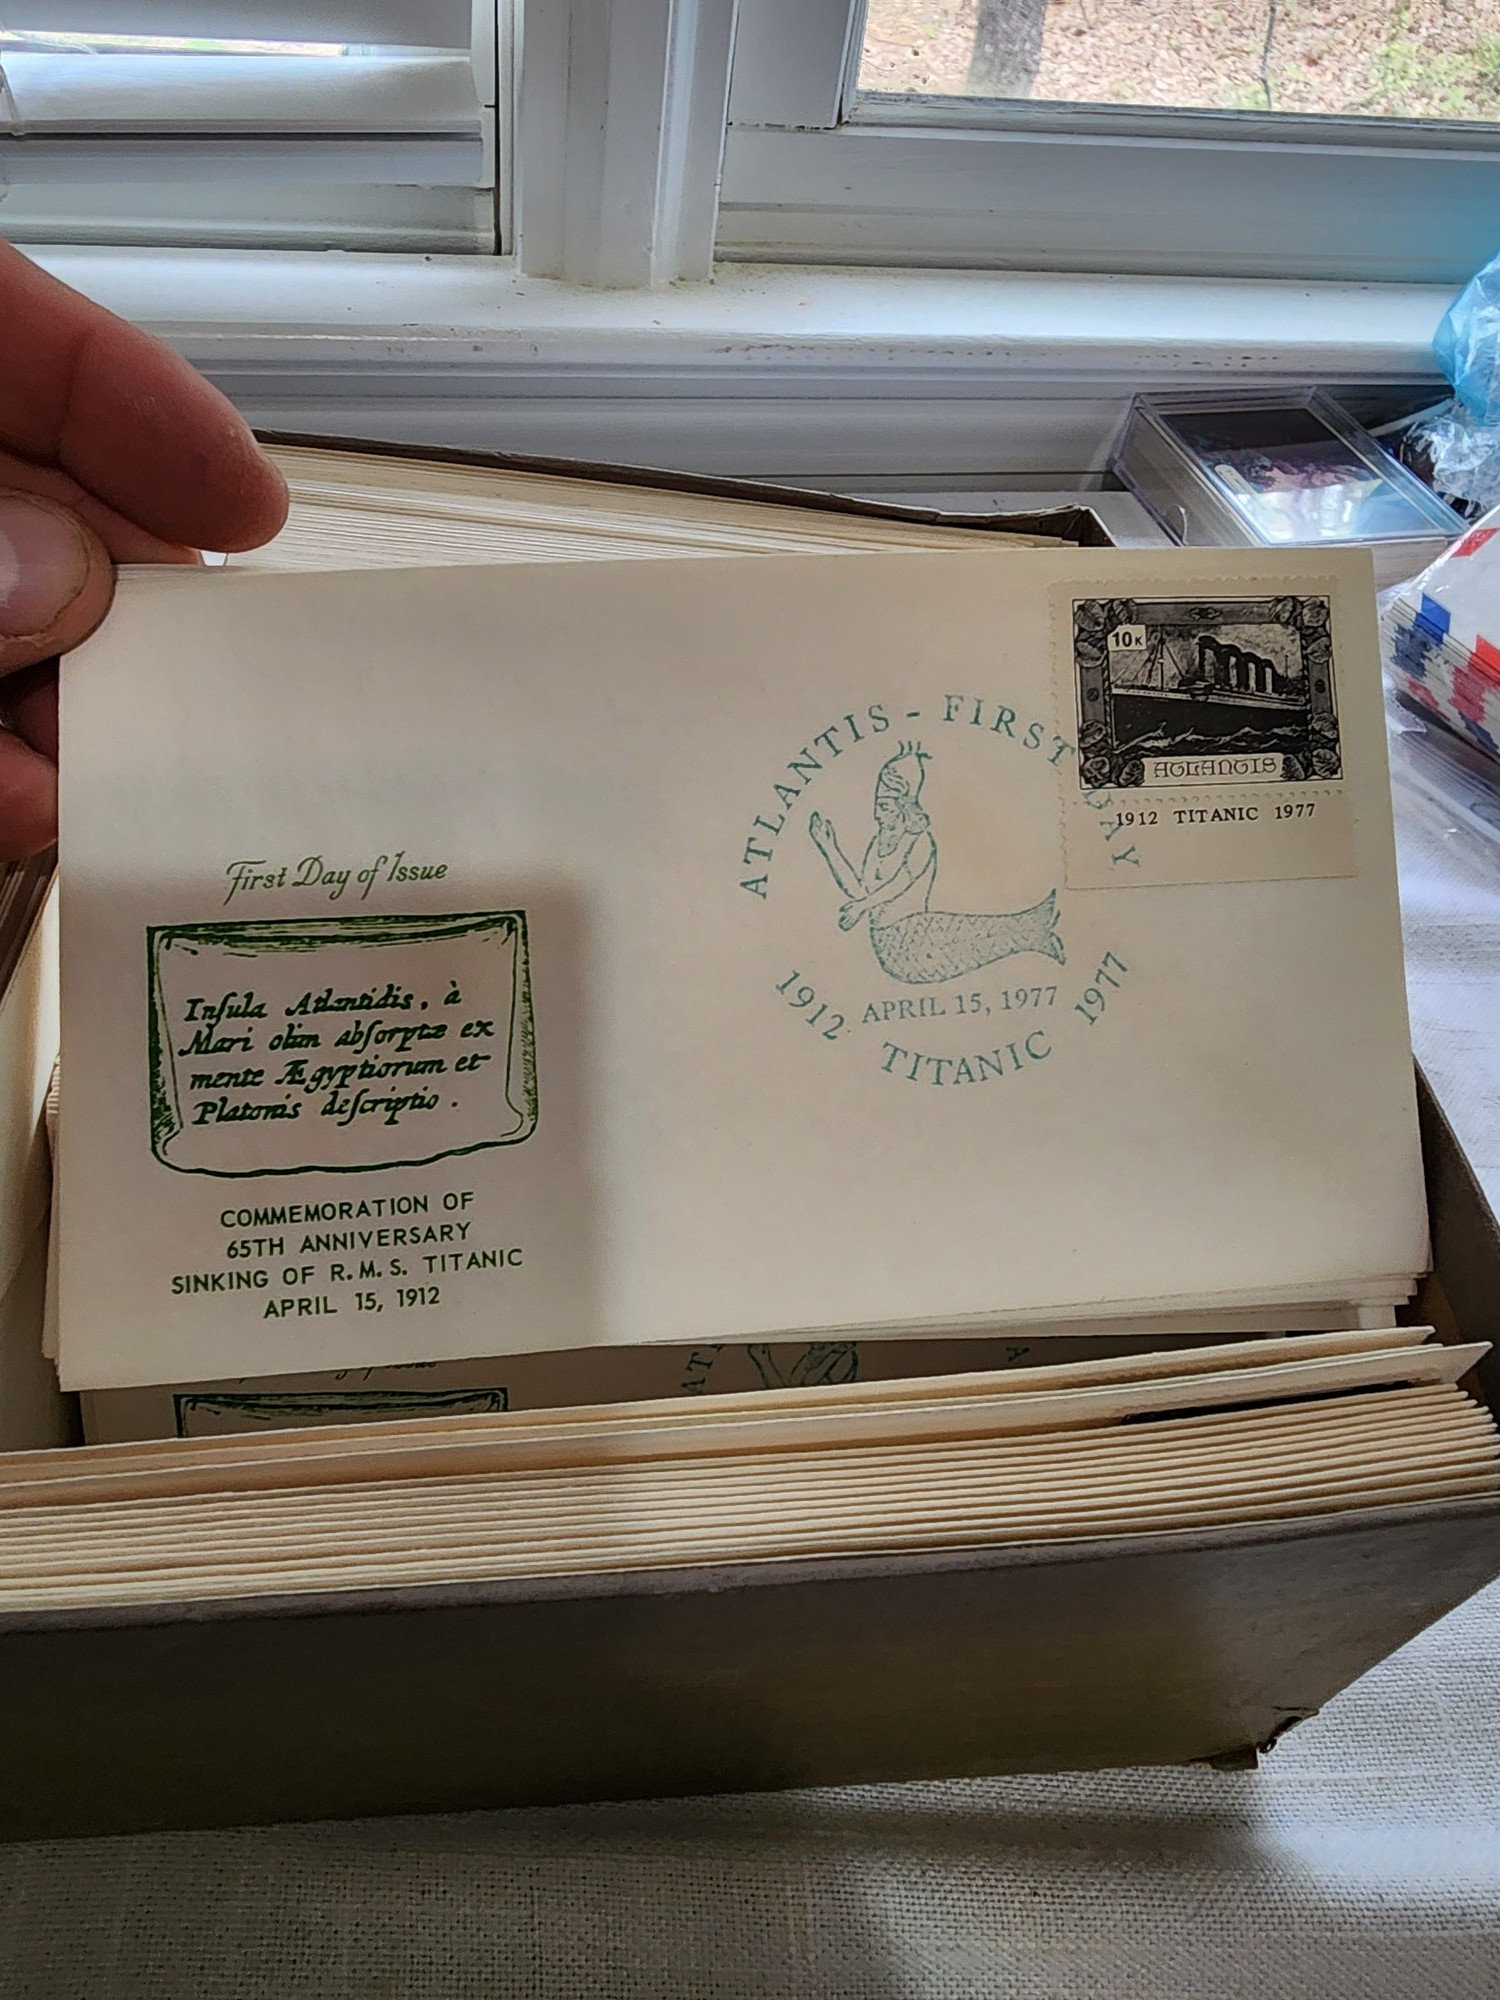 10K
ATLANTIS
1912 TITANIC 1977
ATLANTIS - FIRST DAY
APRIL 15, 1977
1912 TITANIC 1977
First Day of Issue
Inſula Atlantidis, à
Mari olim abſorptæ ex
mente Ægyptiorum et
Platonis deſcriptio.
COMMEMORATION OF
65TH ANNIVERSARY
SINKING OF R.M.S. TITANIC
APRIL 15, 1912